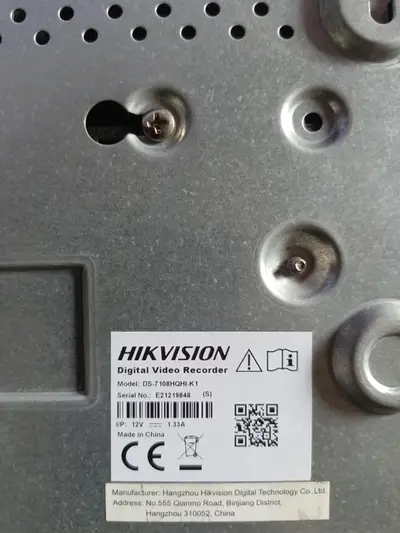 HIKVISION
Digital Video Recorder
Model: DS-7108HQHI-K1
Serial No.: E21219848 (S)
I/P: 12V ⎓ 1.33A
Made in China
CE
Manufacturer: Hangzhou Hikvision Digital Technology Co.,Ltd.
Address: No.555 Qianmo Road, Binjiang District,
Hangzhou 310052, China